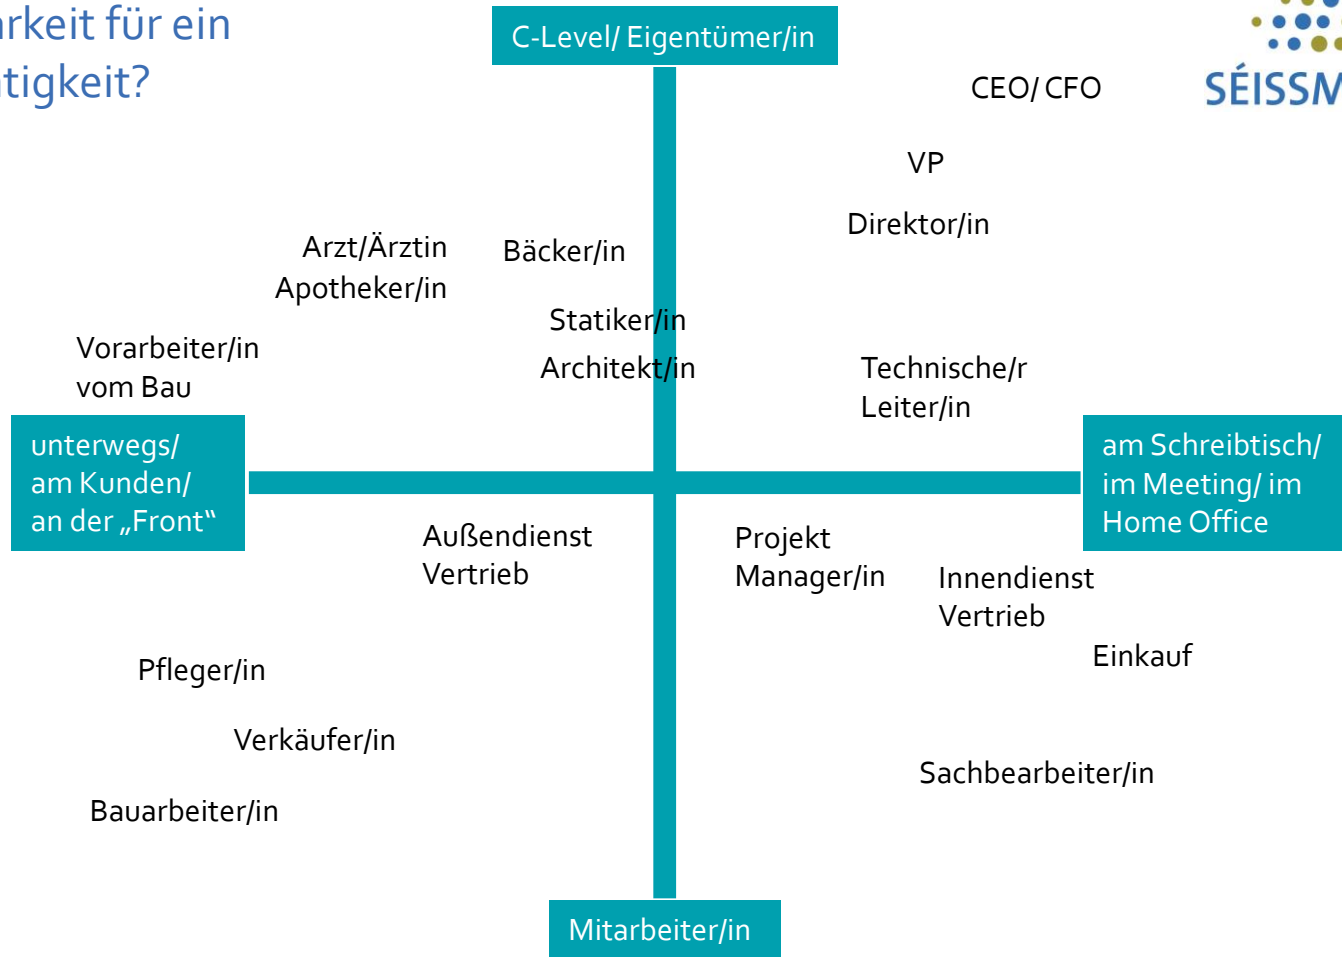 arkeit für ein
tigkeit?
C-Level/ Eigentümer/in
SÉISSM
CEO/ CFO
VP
Direktor/in
Arzt/Ärztin
Bäcker/in
Apotheker/in
Statiker/in
Vorarbeiter/in
vom Bau
Architekt/in
Technische/r
Leiter/in
unterwegs/
am Kunden/
an der „Front“
am Schreibtisch/
im Meeting/ im
Home Office
Außendienst
Vertrieb
Projekt
Manager/in
Innendienst
Vertrieb
Einkauf
Pfleger/in
Verkäufer/in
Sachbearbeiter/in
Bauarbeiter/in
Mitarbeiter/in